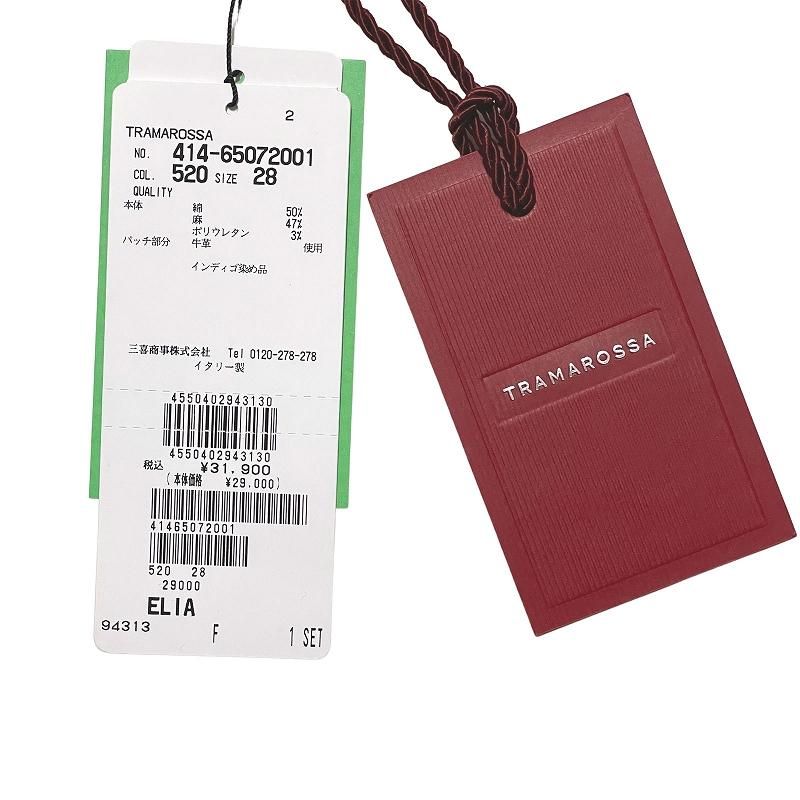 2
TRAMAROSSA
NO. 414-65072001
COL. 520 SIZE 28
QUALITY
本体 綿 50%
麻 47%
ポリウレタン 3%
パッチ部分 牛革 使用
インディゴ染め品
三喜商事株式会社 Tel 0120-278-278
イタリー製
4550402943130
4550402943130
税込 ¥31,900
(本体価格 ¥29,000)
41465072001
520 28
29000
ELIA
94313 F 1 SET
TRAMAROSSA